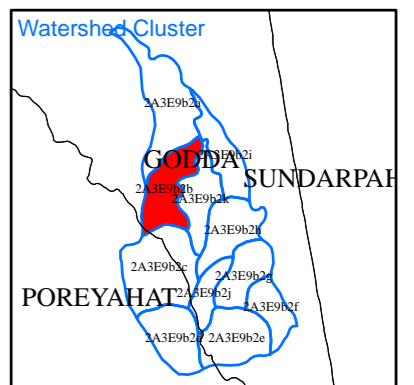 Watershed Cluster
2A3E9b2a
GODDA
2A3E9b2i
SUNDARPAH
2A3E9b2b
2A3E9b2k
2A3E9b2h
2A3E9b2c
2A3E9b2g
POREYAHAT
2A3E9b2j
2A3E9b2f
2A3E9b2d
2A3E9b2e